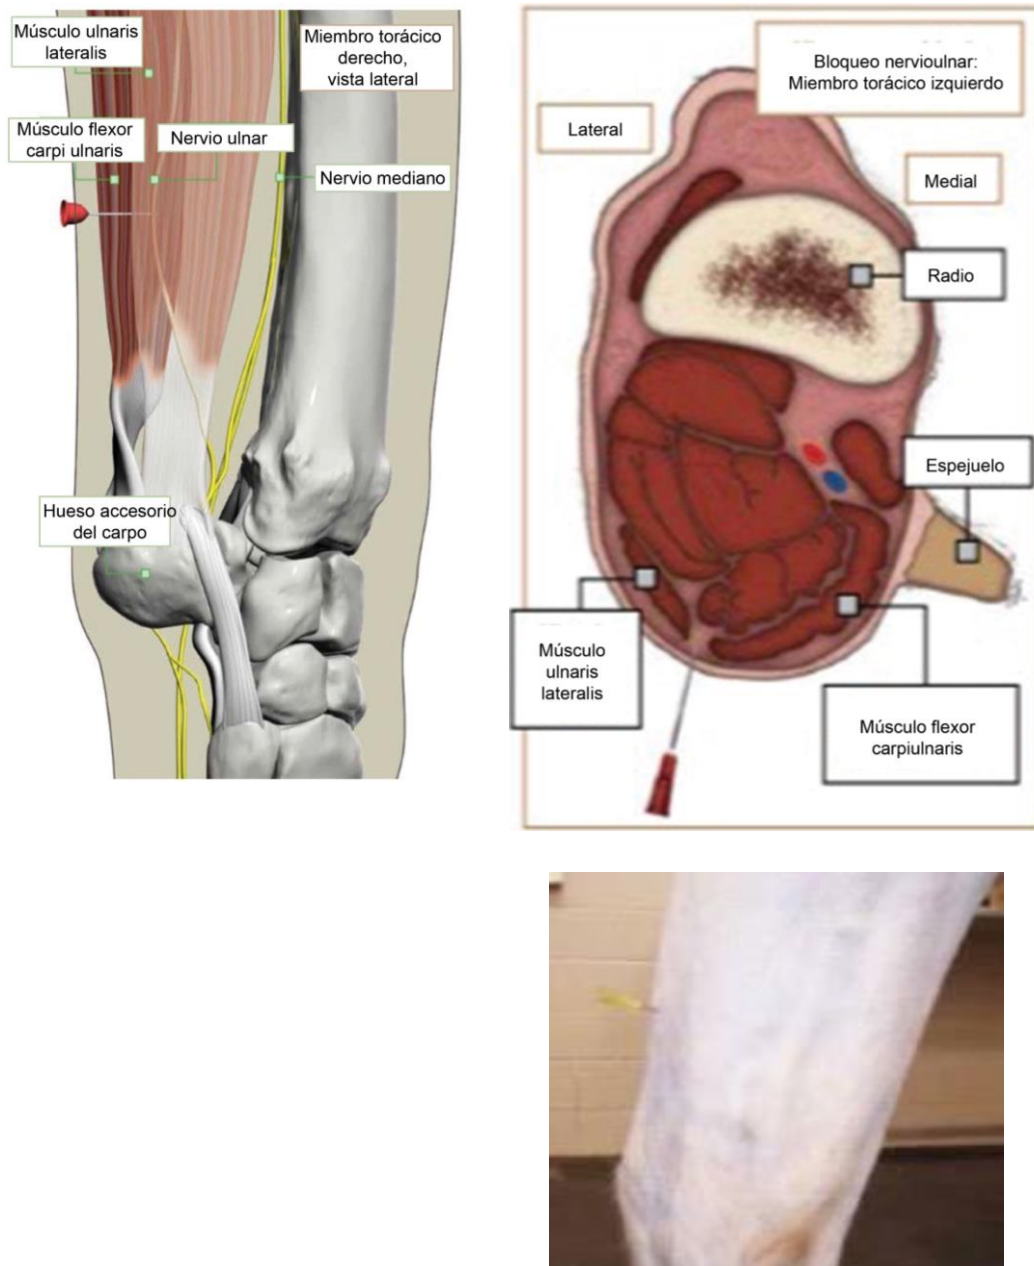 Músculo ulnaris
lateralis
Miembro torácico
derecho,
vista lateral
Músculo flexor
carpi ulnaris
Nervio ulnar
Nervio mediano
Hueso accesorio
del carpo
Bloqueo nervioulnar:
Miembro torácico izquierdo
Lateral
Medial
Radio
Espejuelo
Músculo
ulnaris
lateralis
Músculo flexor
carpiulnaris